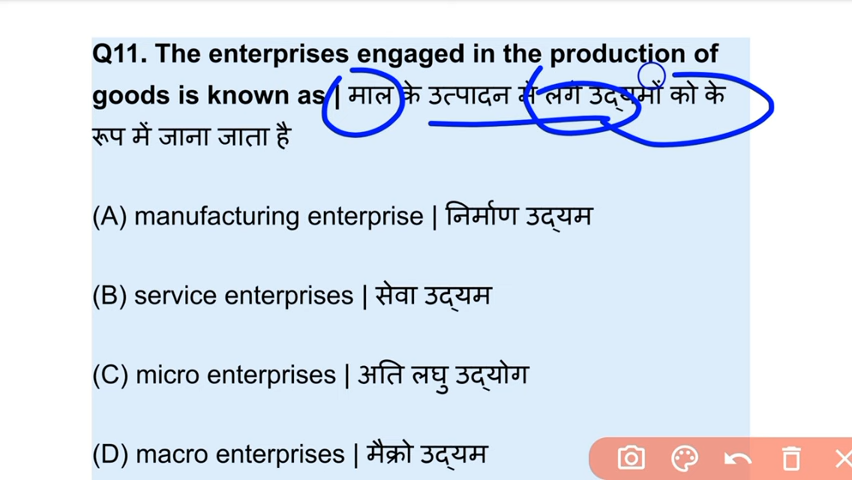 Q11. The enterprises engaged in the production of
goods is known as | माल के उत्पादन में लगे उद्यमों को के
रूप में जाना जाता है
(A) manufacturing enterprise | निर्माण उद्यम
(B) service enterprises | सेवा उद्यम
(C) micro enterprises | अति लघु उद्योग
(D) macro enterprises | मैक्रो उद्यम